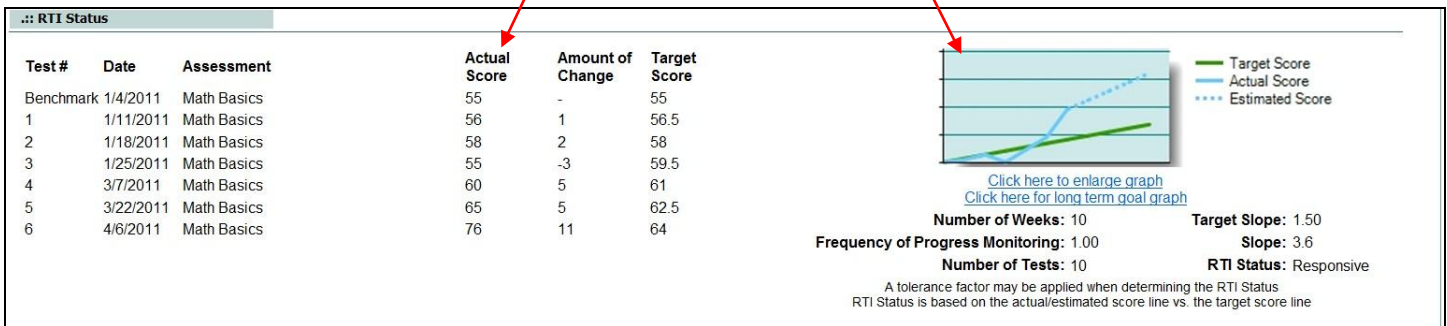 .:: RTI Status
Test # Date Assessment Actual Score Amount of Change Target Score
Benchmark 1/4/2011 Math Basics 55 - 55
1 1/11/2011 Math Basics 56 1 56.5
2 1/18/2011 Math Basics 58 2 58
3 1/25/2011 Math Basics 55 -3 59.5
4 3/7/2011 Math Basics 60 5 61
5 3/22/2011 Math Basics 65 5 62.5
6 4/6/2011 Math Basics 76 11 64
Target Score
Actual Score
Estimated Score
Click here to enlarge graph
Click here for long term goal graph
Number of Weeks: 10 Target Slope: 1.50
Frequency of Progress Monitoring: 1.00 Slope: 3.6
Number of Tests: 10 RTI Status: Responsive
A tolerance factor may be applied when determining the RTI Status
RTI Status is based on the actual/estimated score line vs. the target score line